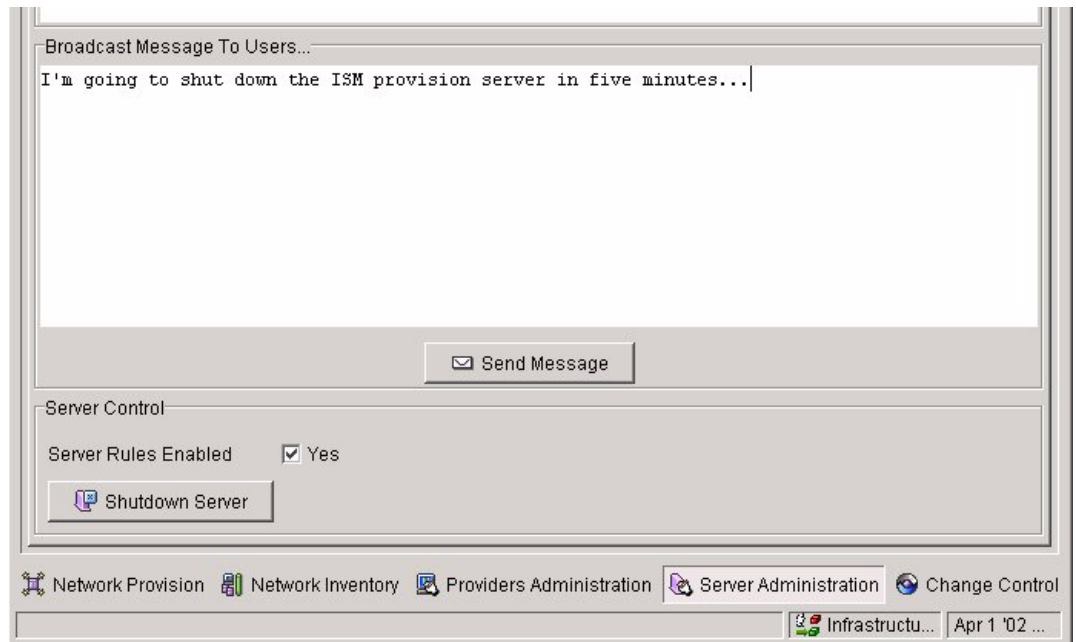 Broadcast Message To Users...
I'm going to shut down the ISM provision server in five minutes...
Send Message
Server Control
Server Rules Enabled Yes
Shutdown Server
Network Provision Network Inventory Providers Administration Server Administration Change Control
Infrastructu... Apr 1 '02 ...